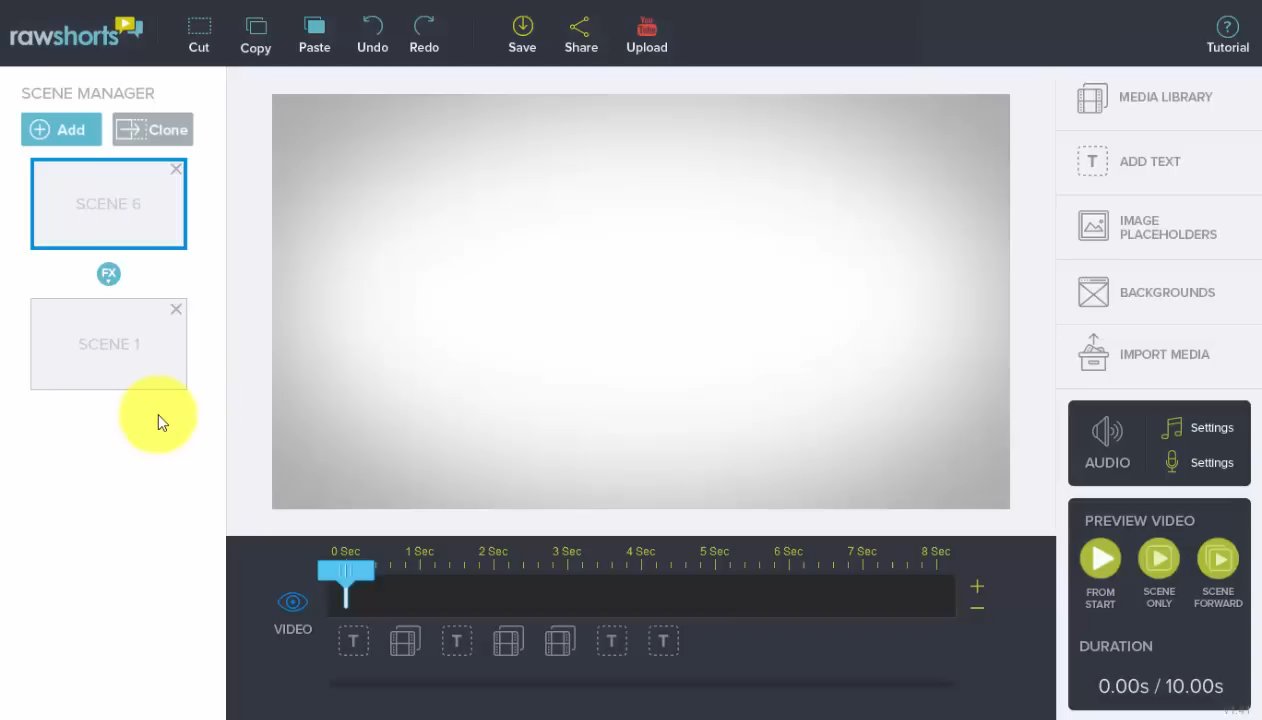 rawshorts
Cut
Copy
Paste
Undo
Redo
Save
Share
You
Tube
Upload
?
Tutorial
SCENE MANAGER
Add
Clone
SCENE 6
FX
SCENE 1
MEDIA LIBRARY
T
ADD TEXT
IMAGE
PLACEHOLDERS
BACKGROUNDS
IMPORT MEDIA
AUDIO
Settings
Settings
0 Sec
1 Sec
2 Sec
3 Sec
4 Sec
5 Sec
6 Sec
7 Sec
8 Sec
+
−
VIDEO
T
T
T
T
PREVIEW VIDEO
FROM
START
SCENE
ONLY
SCENE
FORWARD
DURATION
0.00s / 10.00s